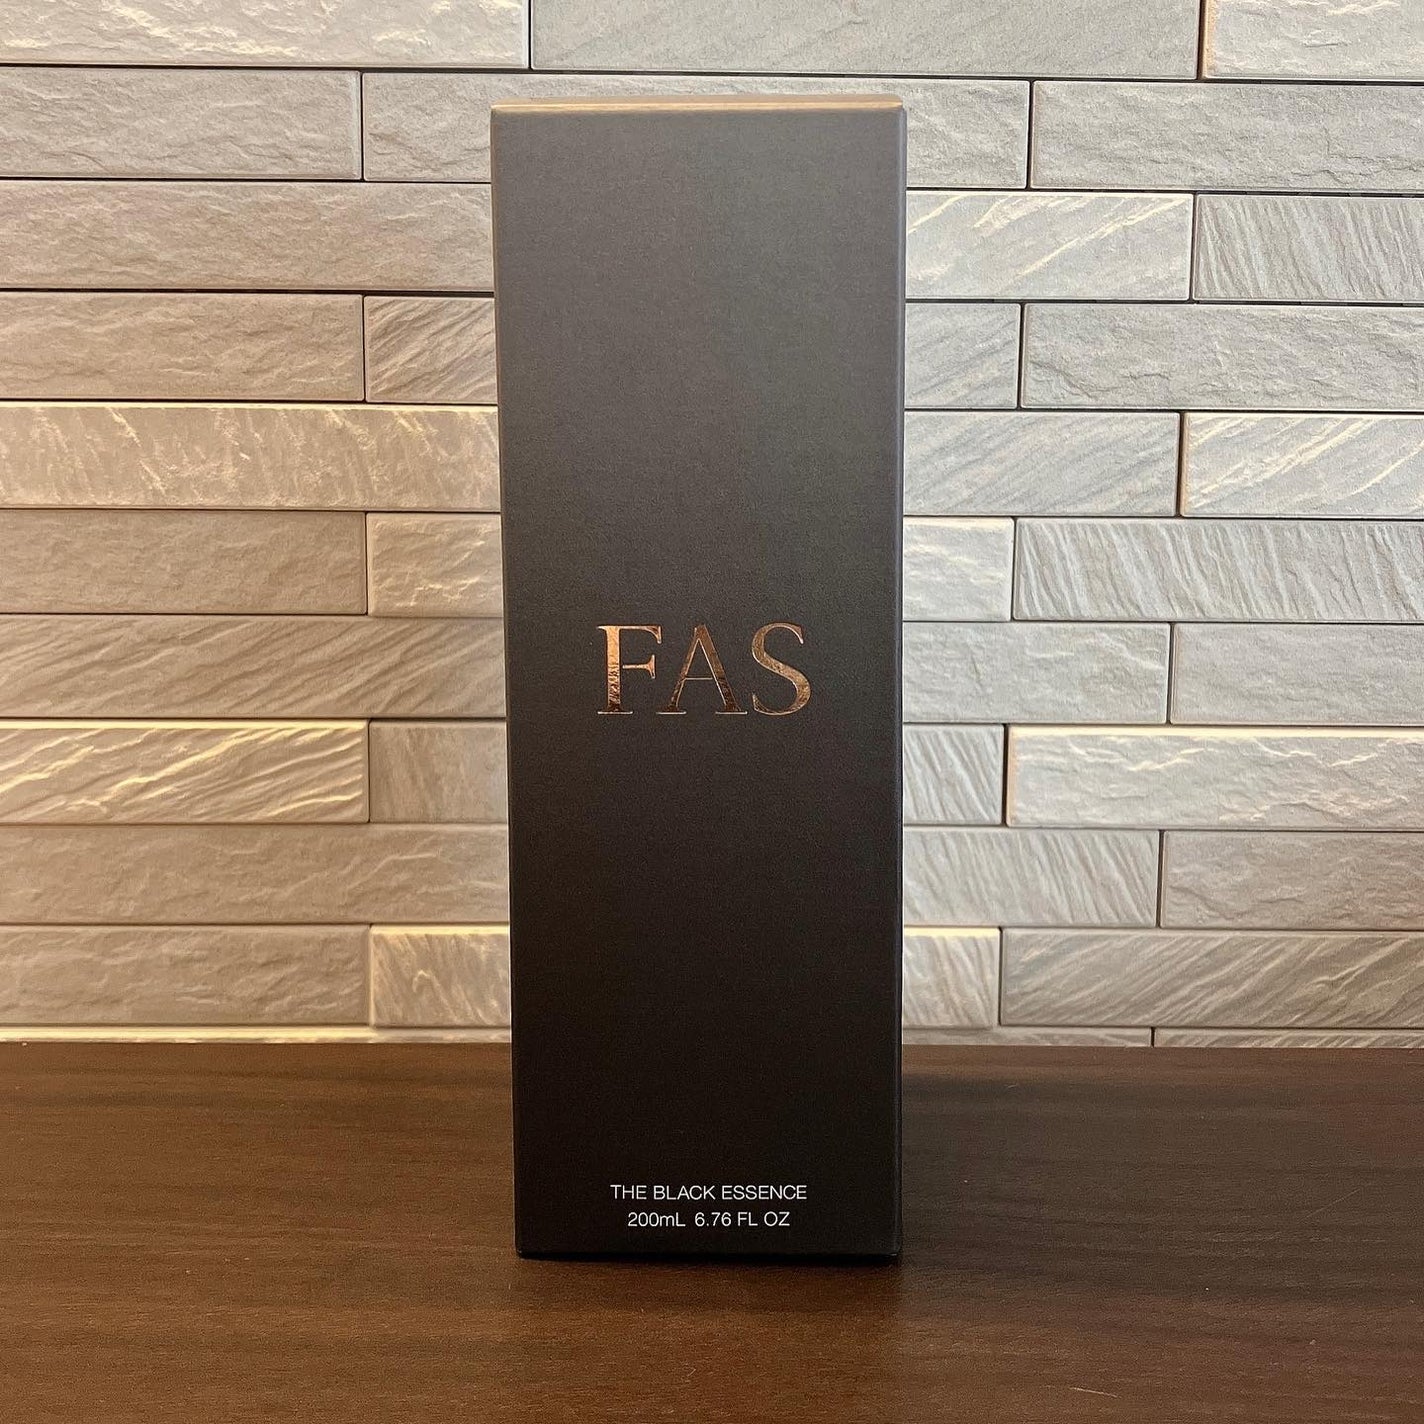 FAS
THE BLACK ESSENCE
200mL 6.76 FL OZ